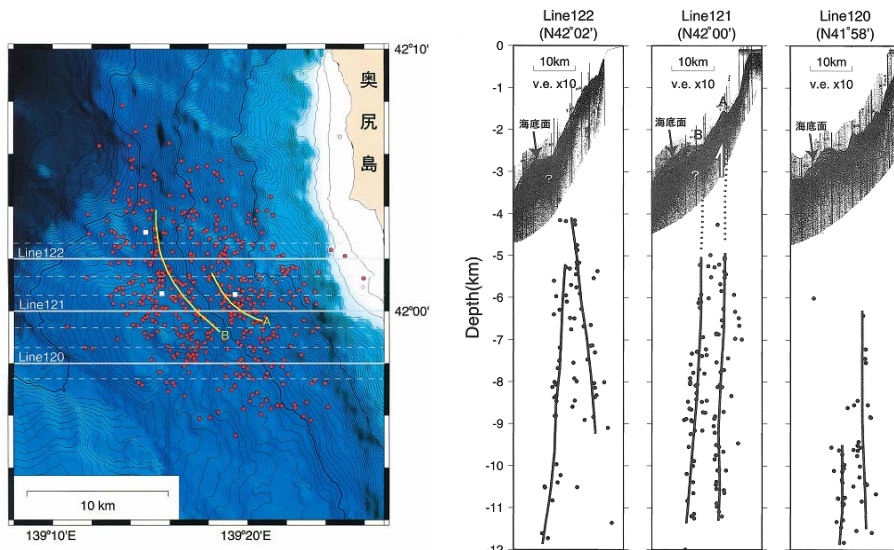 42°10'
奥尻島
Line122
Line121
42°00'
A
B
Line120
10 km
139°10'E
139°20'E
Line122
(N42°02')
Line121
(N42°00')
Line120
(N41°58')
0
-1
-2
-3
-4
-5
-6
-7
-8
-9
-10
-11
-12
Depth(km)
10km
v.e. x10
海底面
?
10km
v.e. x10
A
B
海底面
?
10km
v.e. x10
海底面